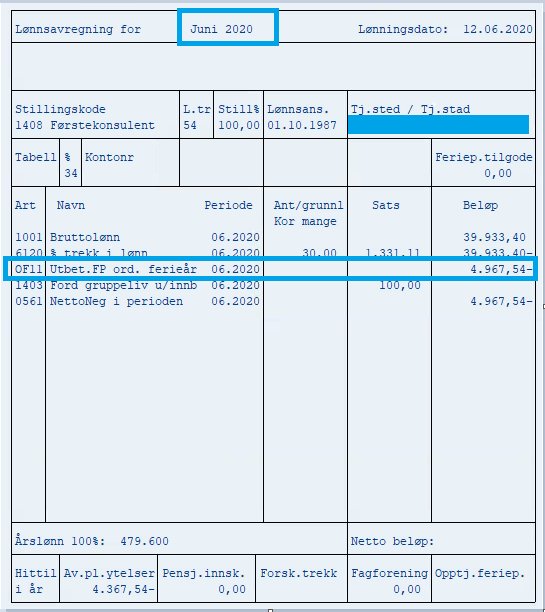 Lønnsavregning for Juni 2020 Lønningsdato: 12.06.2020
Stillingskode L.tr Still% Lønnsans. Tj.sted / Tj.stad
1408 Førstekonsulent 54 100,00 01.10.1987
Tabell % Kontonr Feriep.tilgode
34 0,00
Art Navn Periode Ant/grunnl Sats Beløp
Kor mange
1001 Bruttolønn 06.2020 39.933,40
6120 % trekk i lønn 06.2020 30,00 1.331,11 39.933,40-
OF11 Utbet.FP ord. ferieår 06.2020 4.967,54-
1403 Ford gruppeliv u/innb 06.2020 100,00
0561 NettoNeg i perioden 06.2020 4.967,54-
Årslønn 100%: 479.600 Netto beløp:
Hittil Av.pl.ytelser Pensj.innsk. Forsk.trekk Fagforening Opptj.feriep.
i år 4.367,54- 0,00 0,00